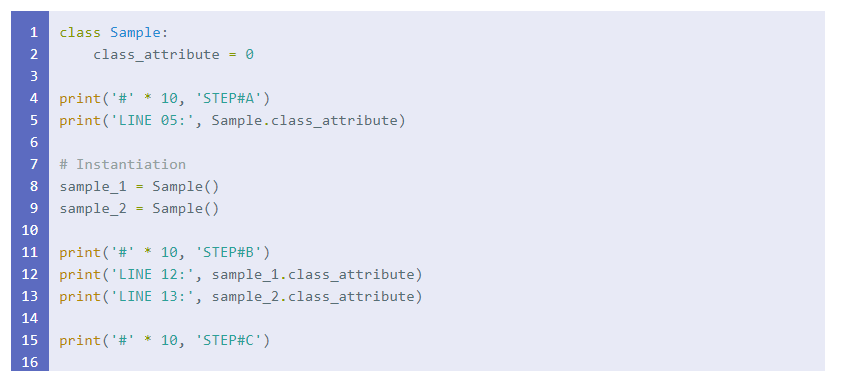 1 class Sample:
2     class_attribute = 0
3
4 print('#' * 10, 'STEP#A')
5 print('LINE 05:', Sample.class_attribute)
6
7 # Instantiation
8 sample_1 = Sample()
9 sample_2 = Sample()
10
11 print('#' * 10, 'STEP#B')
12 print('LINE 12:', sample_1.class_attribute)
13 print('LINE 13:', sample_2.class_attribute)
14
15 print('#' * 10, 'STEP#C')
16